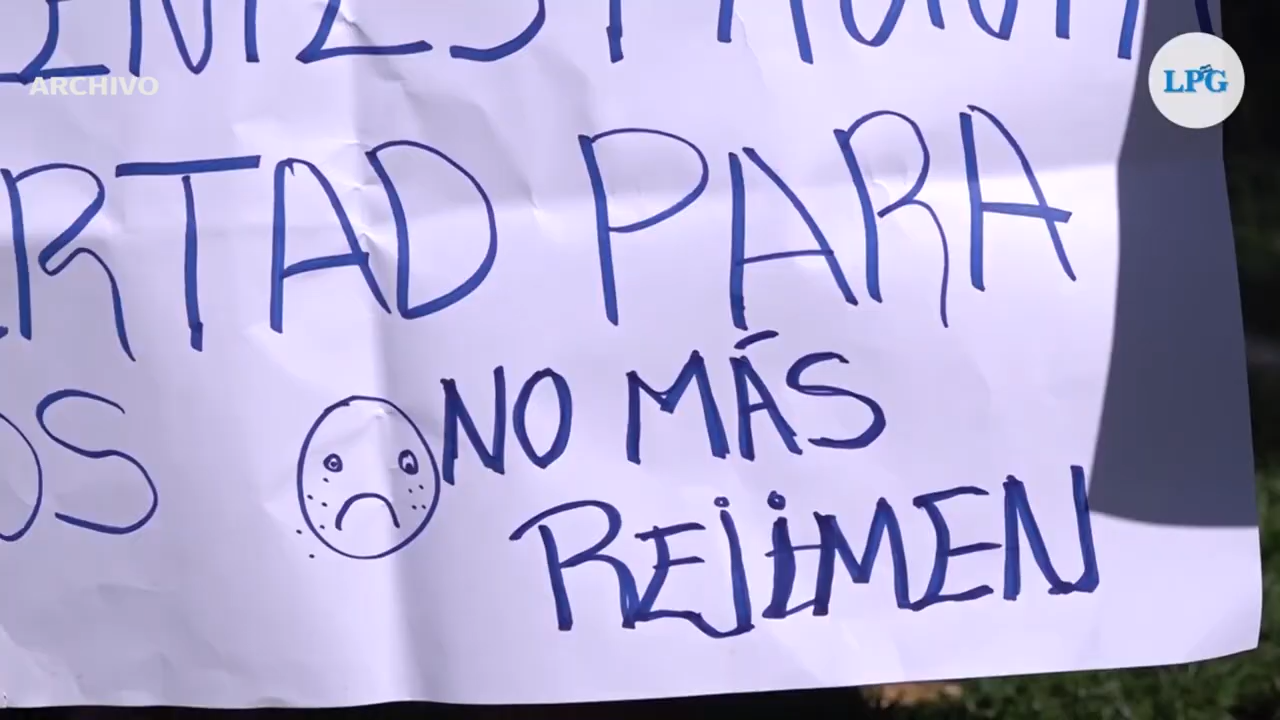 ARCHIVO
LPG
RTAD PARA
OS
NO MÁS
REJIMEN